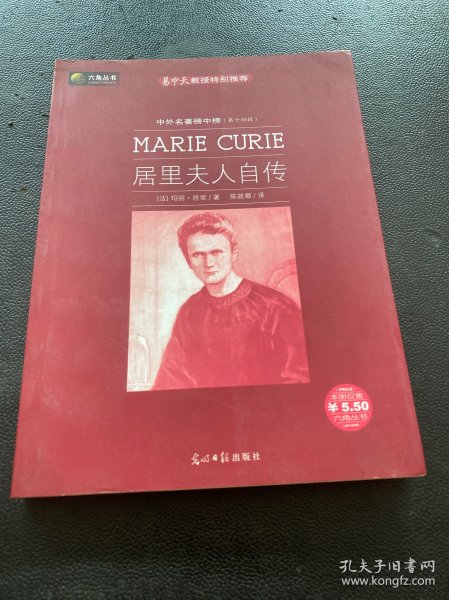 六角丛书
易中天教授特别推荐
中外名著榜中榜（第十四辑）
MARIE CURIE
居里夫人自传
[法]玛丽·居里/著 陈筱卿/译
PRICE
本册仅售
¥ 5.50
六角丛书
光明日报出版社
孔夫子旧书网
www.kongfz.com